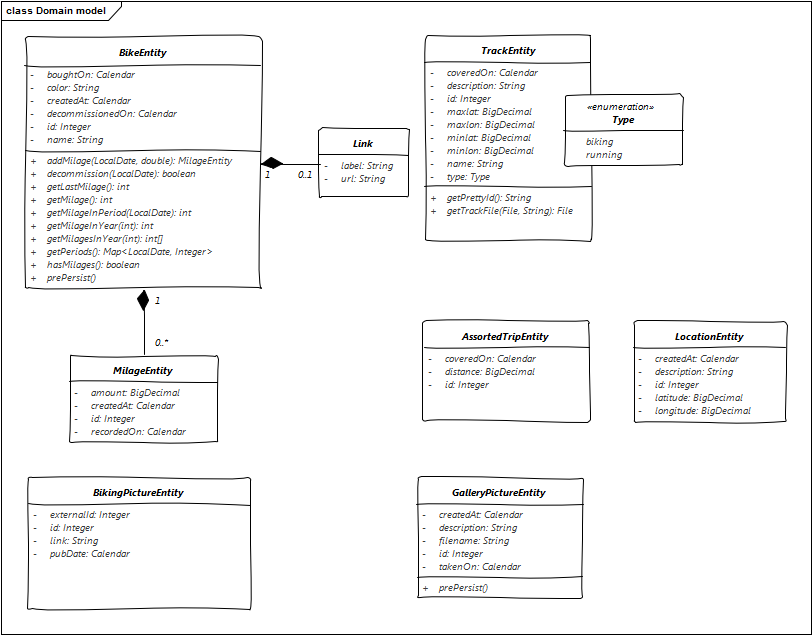 class Domain model
BikeEntity
- boughtOn: Calendar
- color: String
- createdAt: Calendar
- decommissionedOn: Calendar
- id: Integer
- name: String
+ addMilage(LocalDate, double): MilageEntity
+ decommission(LocalDate): boolean
+ getLastMilage(): int
+ getMilage(): int
+ getMilageInPeriod(LocalDate): int
+ getMilageInYear(int): int
+ getMilagesInYear(int): int[]
+ getPeriods(): Map<LocalDate, Integer>
+ hasMilages(): boolean
+ prePersist()
1
0..1
Link
- label: String
- url: String
TrackEntity
- coveredOn: Calendar
- description: String
- id: Integer
- maxlat: BigDecimal
- maxlon: BigDecimal
- minlat: BigDecimal
- minlon: BigDecimal
- name: String
- type: Type
+ getPrettyId(): String
+ getTrackFile(File, String): File
«enumeration»
Type
biking
running
1
0..*
MilageEntity
- amount: BigDecimal
- createdAt: Calendar
- id: Integer
- recordedOn: Calendar
AssortedTripEntity
- coveredOn: Calendar
- distance: BigDecimal
- id: Integer
LocationEntity
- createdAt: Calendar
- description: String
- id: Integer
- latitude: BigDecimal
- longitude: BigDecimal
BikingPictureEntity
- externalId: Integer
- id: Integer
- link: String
- pubDate: Calendar
GalleryPictureEntity
- createdAt: Calendar
- description: String
- filename: String
- id: Integer
- takenOn: Calendar
+ prePersist()